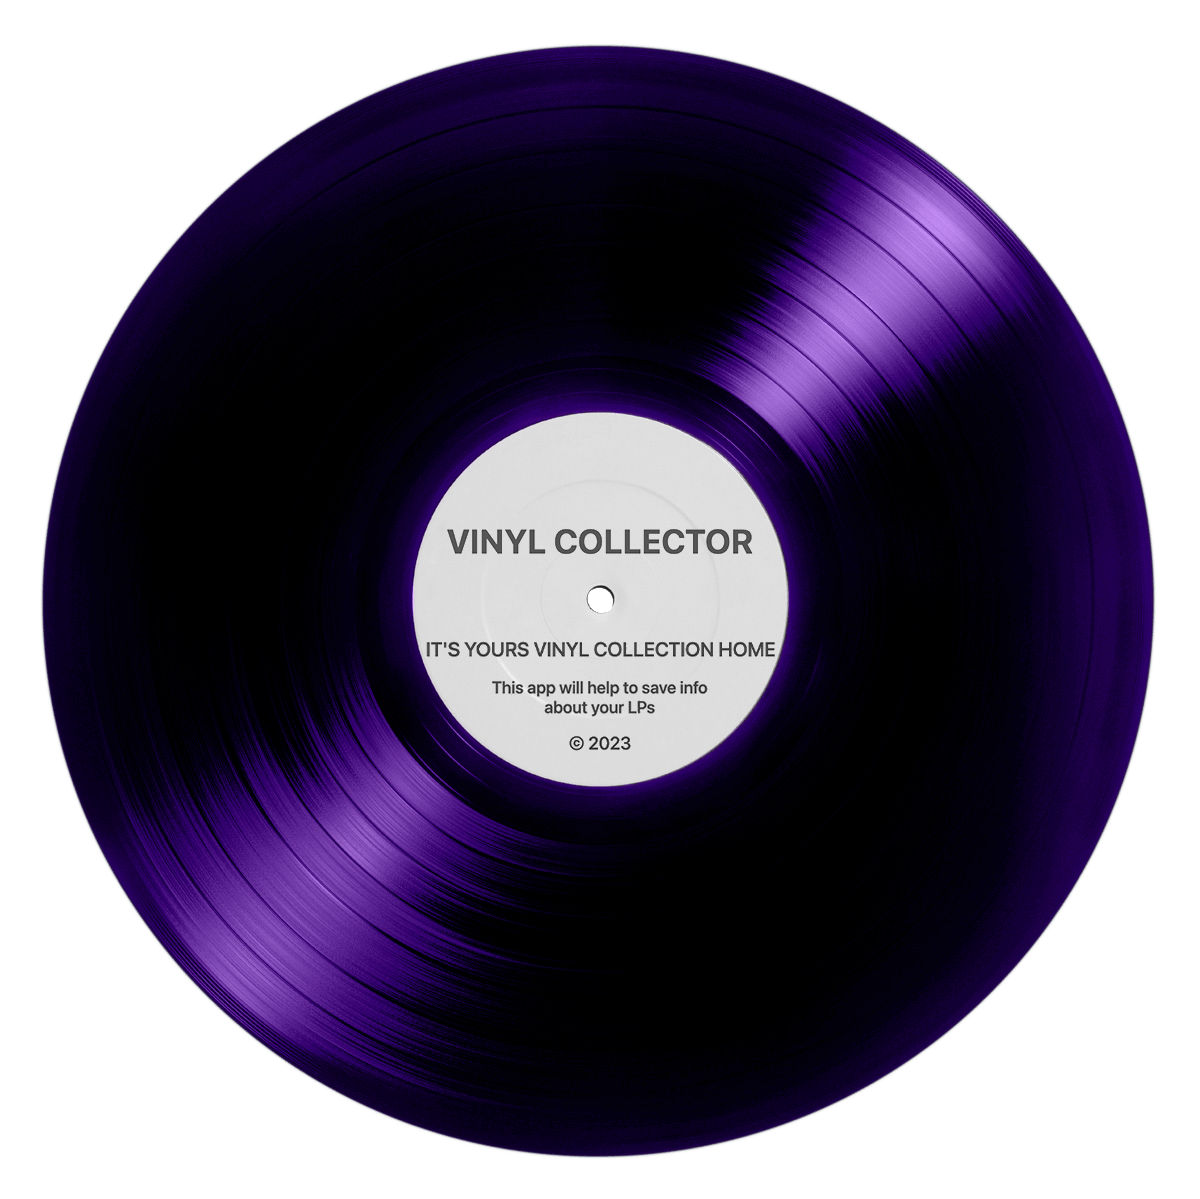 VINYL COLLECTOR
IT'S YOURS VINYL COLLECTION HOME
This app will help to save info
about your LPs
© 2023